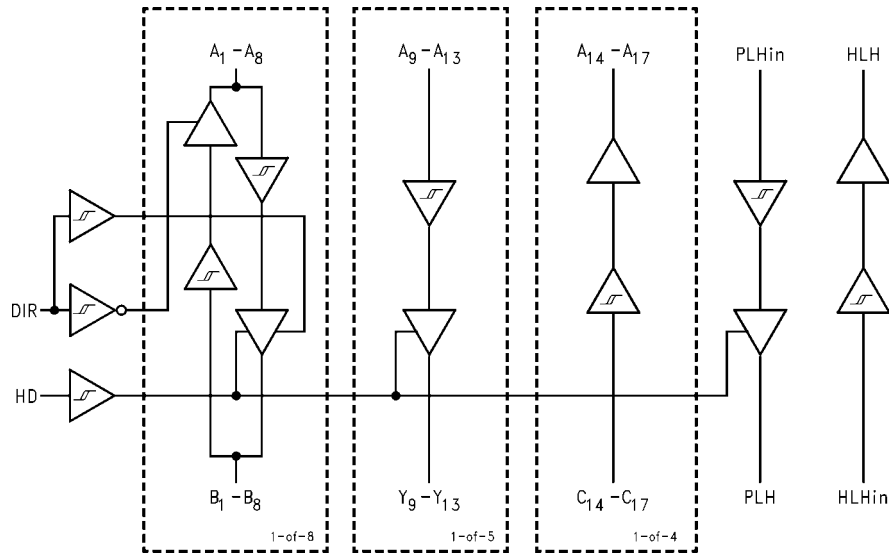 A1 – A8
A9 – A13
A14 – A17
PLHin
HLH
DIR
HD
B1 – B8
Y9 – Y13
C14 – C17
PLH
HLHin
1-of-8
1-of-5
1-of-4